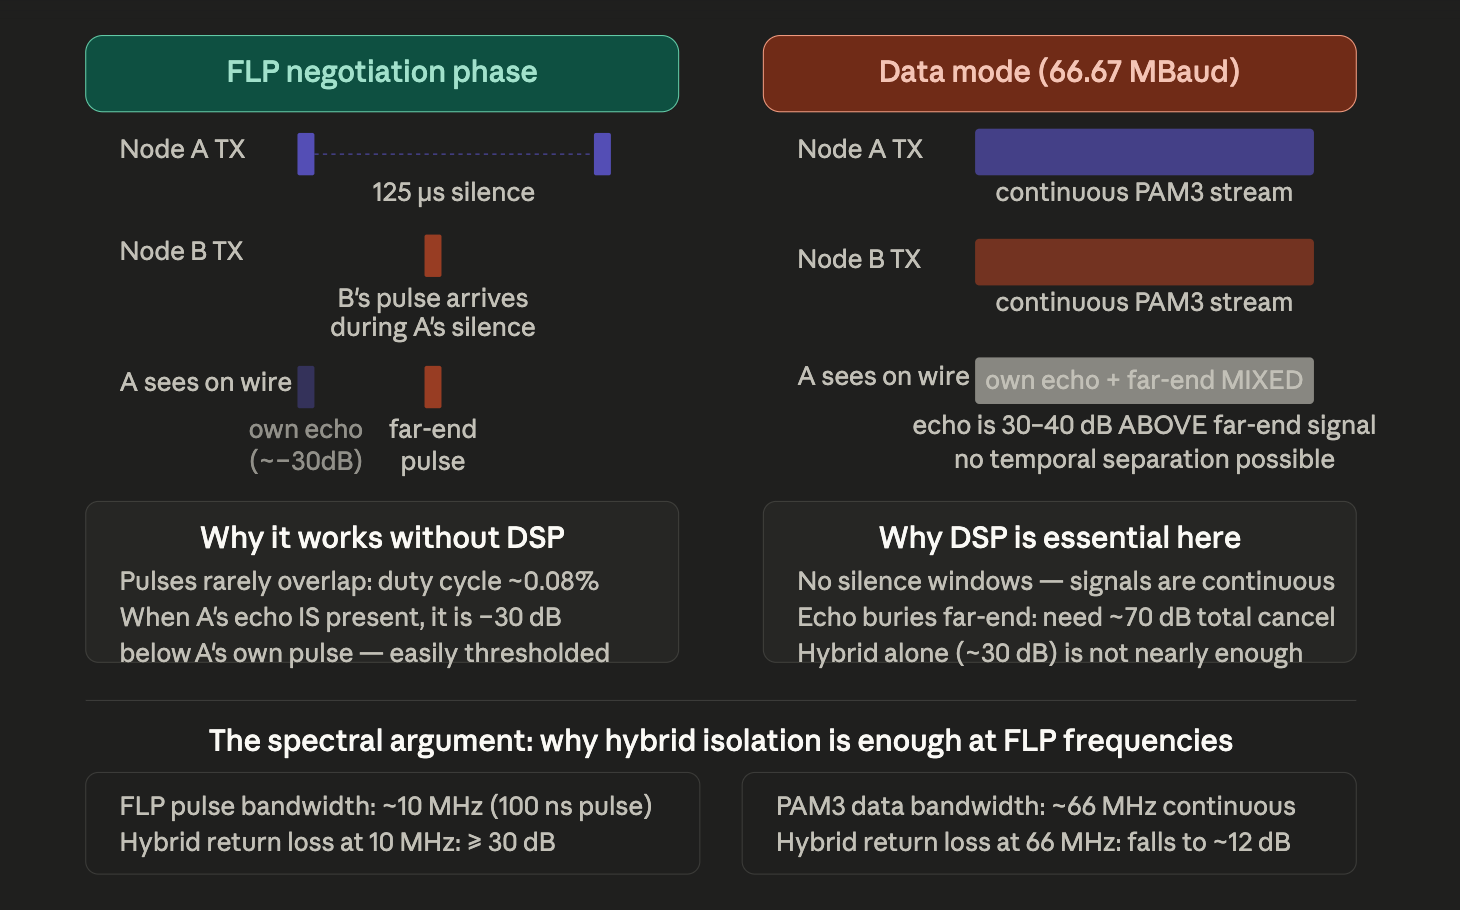 FLP negotiation phase
Node A TX
125 µs silence
Node B TX
B's pulse arrives
during A's silence
A sees on wire
own echo
(~−30dB)
far-end
pulse
Why it works without DSP
Pulses rarely overlap: duty cycle ~0.08%
When A's echo IS present, it is −30 dB
below A's own pulse — easily thresholded
Data mode (66.67 MBaud)
Node A TX
continuous PAM3 stream
Node B TX
continuous PAM3 stream
A sees on wire
own echo + far-end MIXED
echo is 30–40 dB ABOVE far-end signal
no temporal separation possible
Why DSP is essential here
No silence windows — signals are continuous
Echo buries far-end: need ~70 dB total cancel
Hybrid alone (~30 dB) is not nearly enough
The spectral argument: why hybrid isolation is enough at FLP frequencies
FLP pulse bandwidth: ~10 MHz (100 ns pulse)
Hybrid return loss at 10 MHz: ≥ 30 dB
PAM3 data bandwidth: ~66 MHz continuous
Hybrid return loss at 66 MHz: falls to ~12 dB